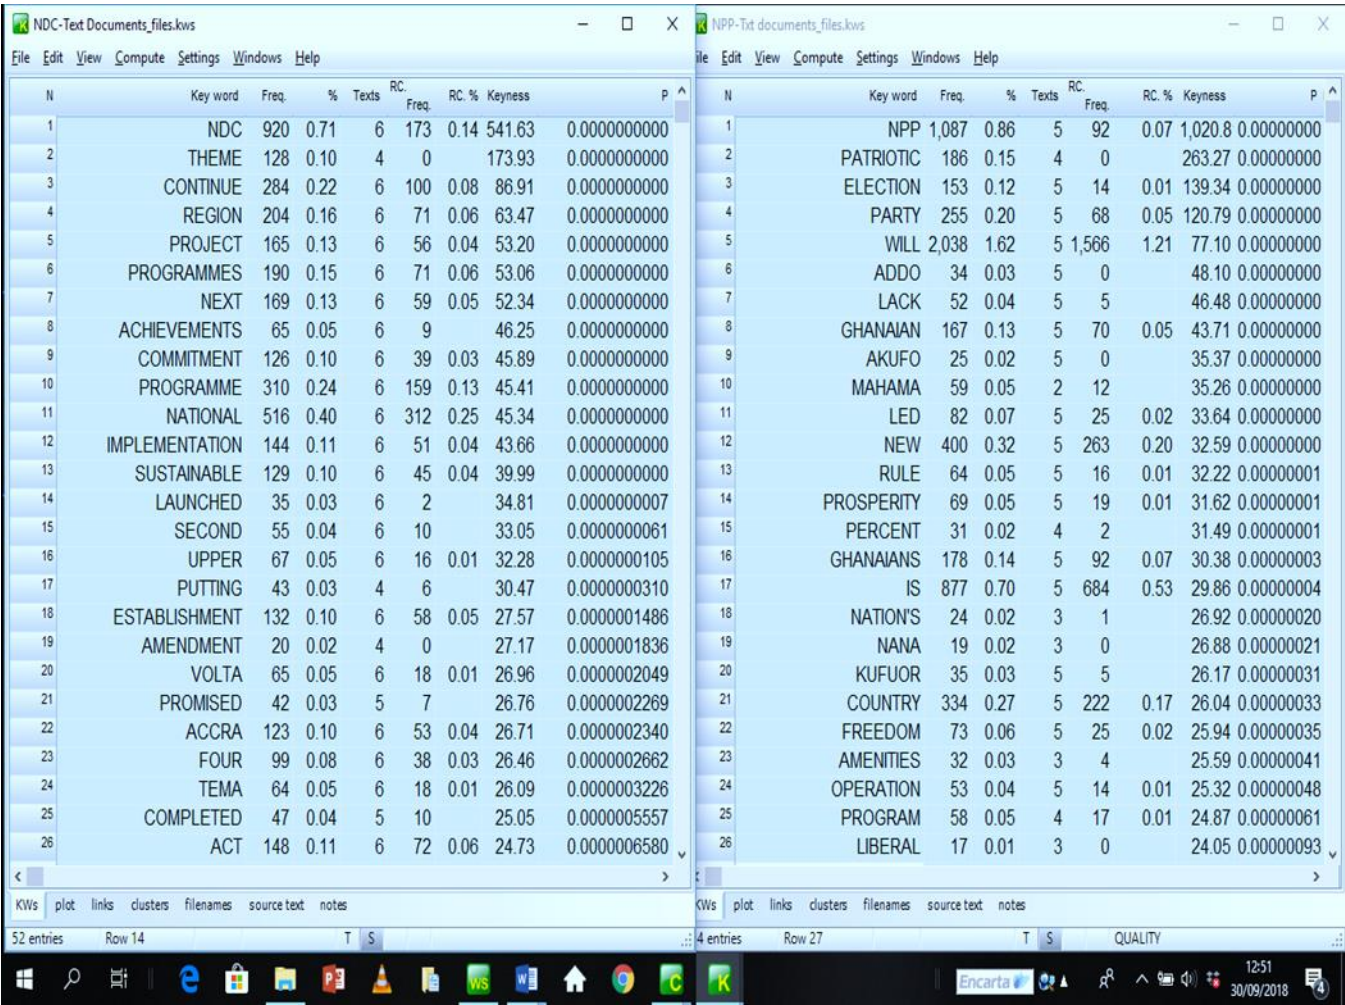 NDC-Text Documents_files.kws
File Edit View Compute Settings Windows Help
N Key word Freq. % Texts RC. Freq. RC. % Keyness P
1 NDC 920 0.71 6 173 0.14 541.63 0.0000000000
2 THEME 128 0.10 4 0 173.93 0.0000000000
3 CONTINUE 284 0.22 6 100 0.08 86.91 0.0000000000
4 REGION 204 0.16 6 71 0.06 63.47 0.0000000000
5 PROJECT 165 0.13 6 56 0.04 53.20 0.0000000000
6 PROGRAMMES 190 0.15 6 71 0.06 53.06 0.0000000000
7 NEXT 169 0.13 6 59 0.05 52.34 0.0000000000
8 ACHIEVEMENTS 65 0.05 6 9 46.25 0.0000000000
9 COMMITMENT 126 0.10 6 39 0.03 45.89 0.0000000000
10 PROGRAMME 310 0.24 6 159 0.13 45.41 0.0000000000
11 NATIONAL 516 0.40 6 312 0.25 45.34 0.0000000000
12 IMPLEMENTATION 144 0.11 6 51 0.04 43.66 0.0000000000
13 SUSTAINABLE 129 0.10 6 45 0.04 39.99 0.0000000000
14 LAUNCHED 35 0.03 6 2 34.81 0.0000000007
15 SECOND 55 0.04 6 10 33.05 0.0000000061
16 UPPER 67 0.05 6 16 0.01 32.28 0.0000000105
17 PUTTING 43 0.03 4 6 30.47 0.0000000310
18 ESTABLISHMENT 132 0.10 6 58 0.05 27.57 0.0000001486
19 AMENDMENT 20 0.02 4 0 27.17 0.0000001836
20 VOLTA 65 0.05 6 18 0.01 26.96 0.0000002049
21 PROMISED 42 0.03 5 7 26.76 0.0000002269
22 ACCRA 123 0.10 6 53 0.04 26.71 0.0000002340
23 FOUR 99 0.08 6 38 0.03 26.46 0.0000002662
24 TEMA 64 0.05 6 18 0.01 26.09 0.0000003226
25 COMPLETED 47 0.04 5 10 25.05 0.0000005557
26 ACT 148 0.11 6 72 0.06 24.73 0.0000006580
KWs plot links clusters filenames source text notes
52 entries Row 14 T S
NPP-Txt documents_files.kws
ile Edit View Compute Settings Windows Help
N Key word Freq. % Texts RC. Freq. RC. % Keyness P
1 NPP 1,087 0.86 5 92 0.07 1,020.8 0.00000000
2 PATRIOTIC 186 0.15 4 0 263.27 0.00000000
3 ELECTION 153 0.12 5 14 0.01 139.34 0.00000000
4 PARTY 255 0.20 5 68 0.05 120.79 0.00000000
5 WILL 2,038 1.62 5 1,566 1.21 77.10 0.00000000
6 ADDO 34 0.03 5 0 48.10 0.00000000
7 LACK 52 0.04 5 5 46.48 0.00000000
8 GHANAIAN 167 0.13 5 70 0.05 43.71 0.00000000
9 AKUFO 25 0.02 5 0 35.37 0.00000000
10 MAHAMA 59 0.05 2 12 35.26 0.00000000
11 LED 82 0.07 5 25 0.02 33.64 0.00000000
12 NEW 400 0.32 5 263 0.20 32.59 0.00000000
13 RULE 64 0.05 5 16 0.01 32.22 0.00000001
14 PROSPERITY 69 0.05 5 19 0.01 31.62 0.00000001
15 PERCENT 31 0.02 4 2 31.49 0.00000001
16 GHANAIANS 178 0.14 5 92 0.07 30.38 0.00000003
17 IS 877 0.70 5 684 0.53 29.86 0.00000004
18 NATION'S 24 0.02 3 1 26.92 0.00000020
19 NANA 19 0.02 3 0 26.88 0.00000021
20 KUFUOR 35 0.03 5 5 26.17 0.00000031
21 COUNTRY 334 0.27 5 222 0.17 26.04 0.00000033
22 FREEDOM 73 0.06 5 25 0.02 25.94 0.00000035
23 AMENITIES 32 0.03 3 4 25.59 0.00000041
24 OPERATION 53 0.04 5 14 0.01 25.32 0.00000048
25 PROGRAM 58 0.05 4 17 0.01 24.87 0.00000061
26 LIBERAL 17 0.01 3 0 24.05 0.00000093
KWs plot links clusters filenames source text notes
4 entries Row 27 T S QUALITY
Encarta
12:51
30/09/2018